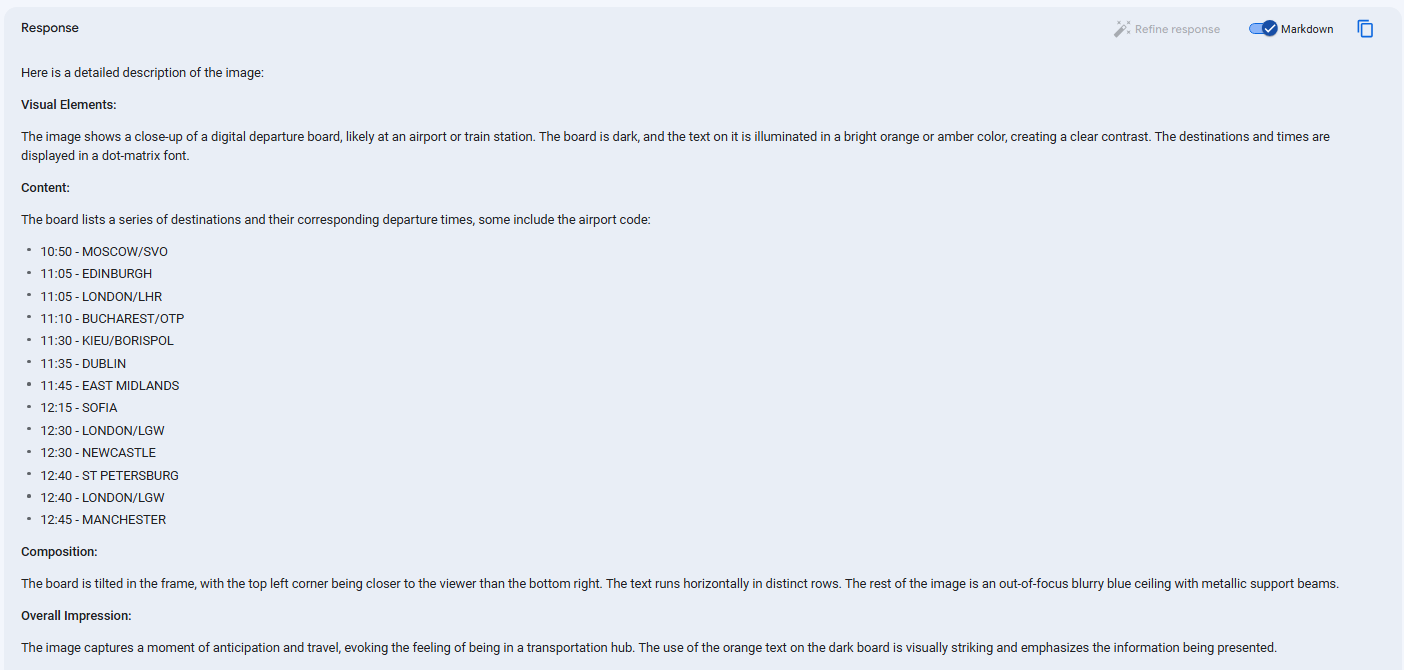 Response
Refine response
Markdown
Here is a detailed description of the image:
Visual Elements:
The image shows a close-up of a digital departure board, likely at an airport or train station. The board is dark, and the text on it is illuminated in a bright orange or amber color, creating a clear contrast. The destinations and times are
displayed in a dot-matrix font.
Content:
The board lists a series of destinations and their corresponding departure times, some include the airport code:
• 10:50 - MOSCOW/SVO
• 11:05 - EDINBURGH
• 11:05 - LONDON/LHR
• 11:10 - BUCHAREST/OTP
• 11:30 - KIEU/BORISPOL
• 11:35 - DUBLIN
• 11:45 - EAST MIDLANDS
• 12:15 - SOFIA
• 12:30 - LONDON/LGW
• 12:30 - NEWCASTLE
• 12:40 - ST PETERSBURG
• 12:40 - LONDON/LGW
• 12:45 - MANCHESTER
Composition:
The board is tilted in the frame, with the top left corner being closer to the viewer than the bottom right. The text runs horizontally in distinct rows. The rest of the image is an out-of-focus blurry blue ceiling with metallic support beams.
Overall Impression:
The image captures a moment of anticipation and travel, evoking the feeling of being in a transportation hub. The use of the orange text on the dark board is visually striking and emphasizes the information being presented.